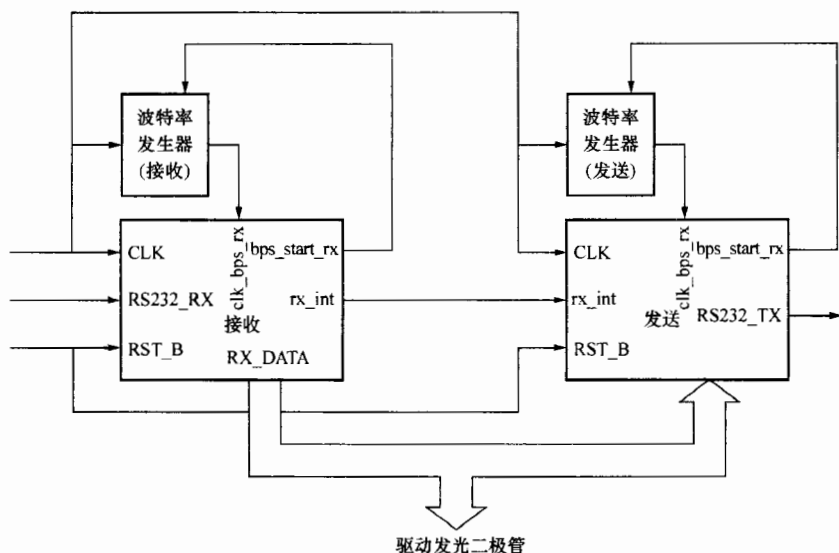 波特率
发生器
(接收)
波特率
发生器
(发送)
CLK
clk_bps_rx
bps_start_rx
RS232_RX
rx_int
接收
RST_B
RX_DATA
CLK
clk_bps_rx
bps_start_rx
rx_int
发送
RS232_TX
RST_B
驱动发光二极管